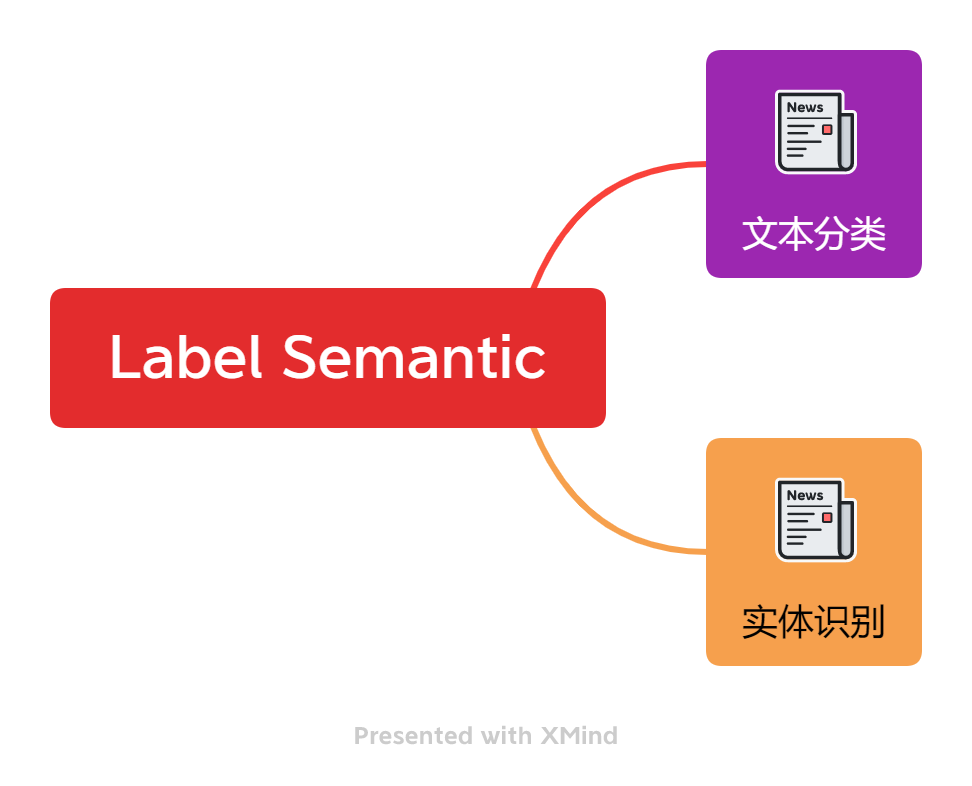 News
文本分类
Label Semantic
News
实体识别
Presented with XMind